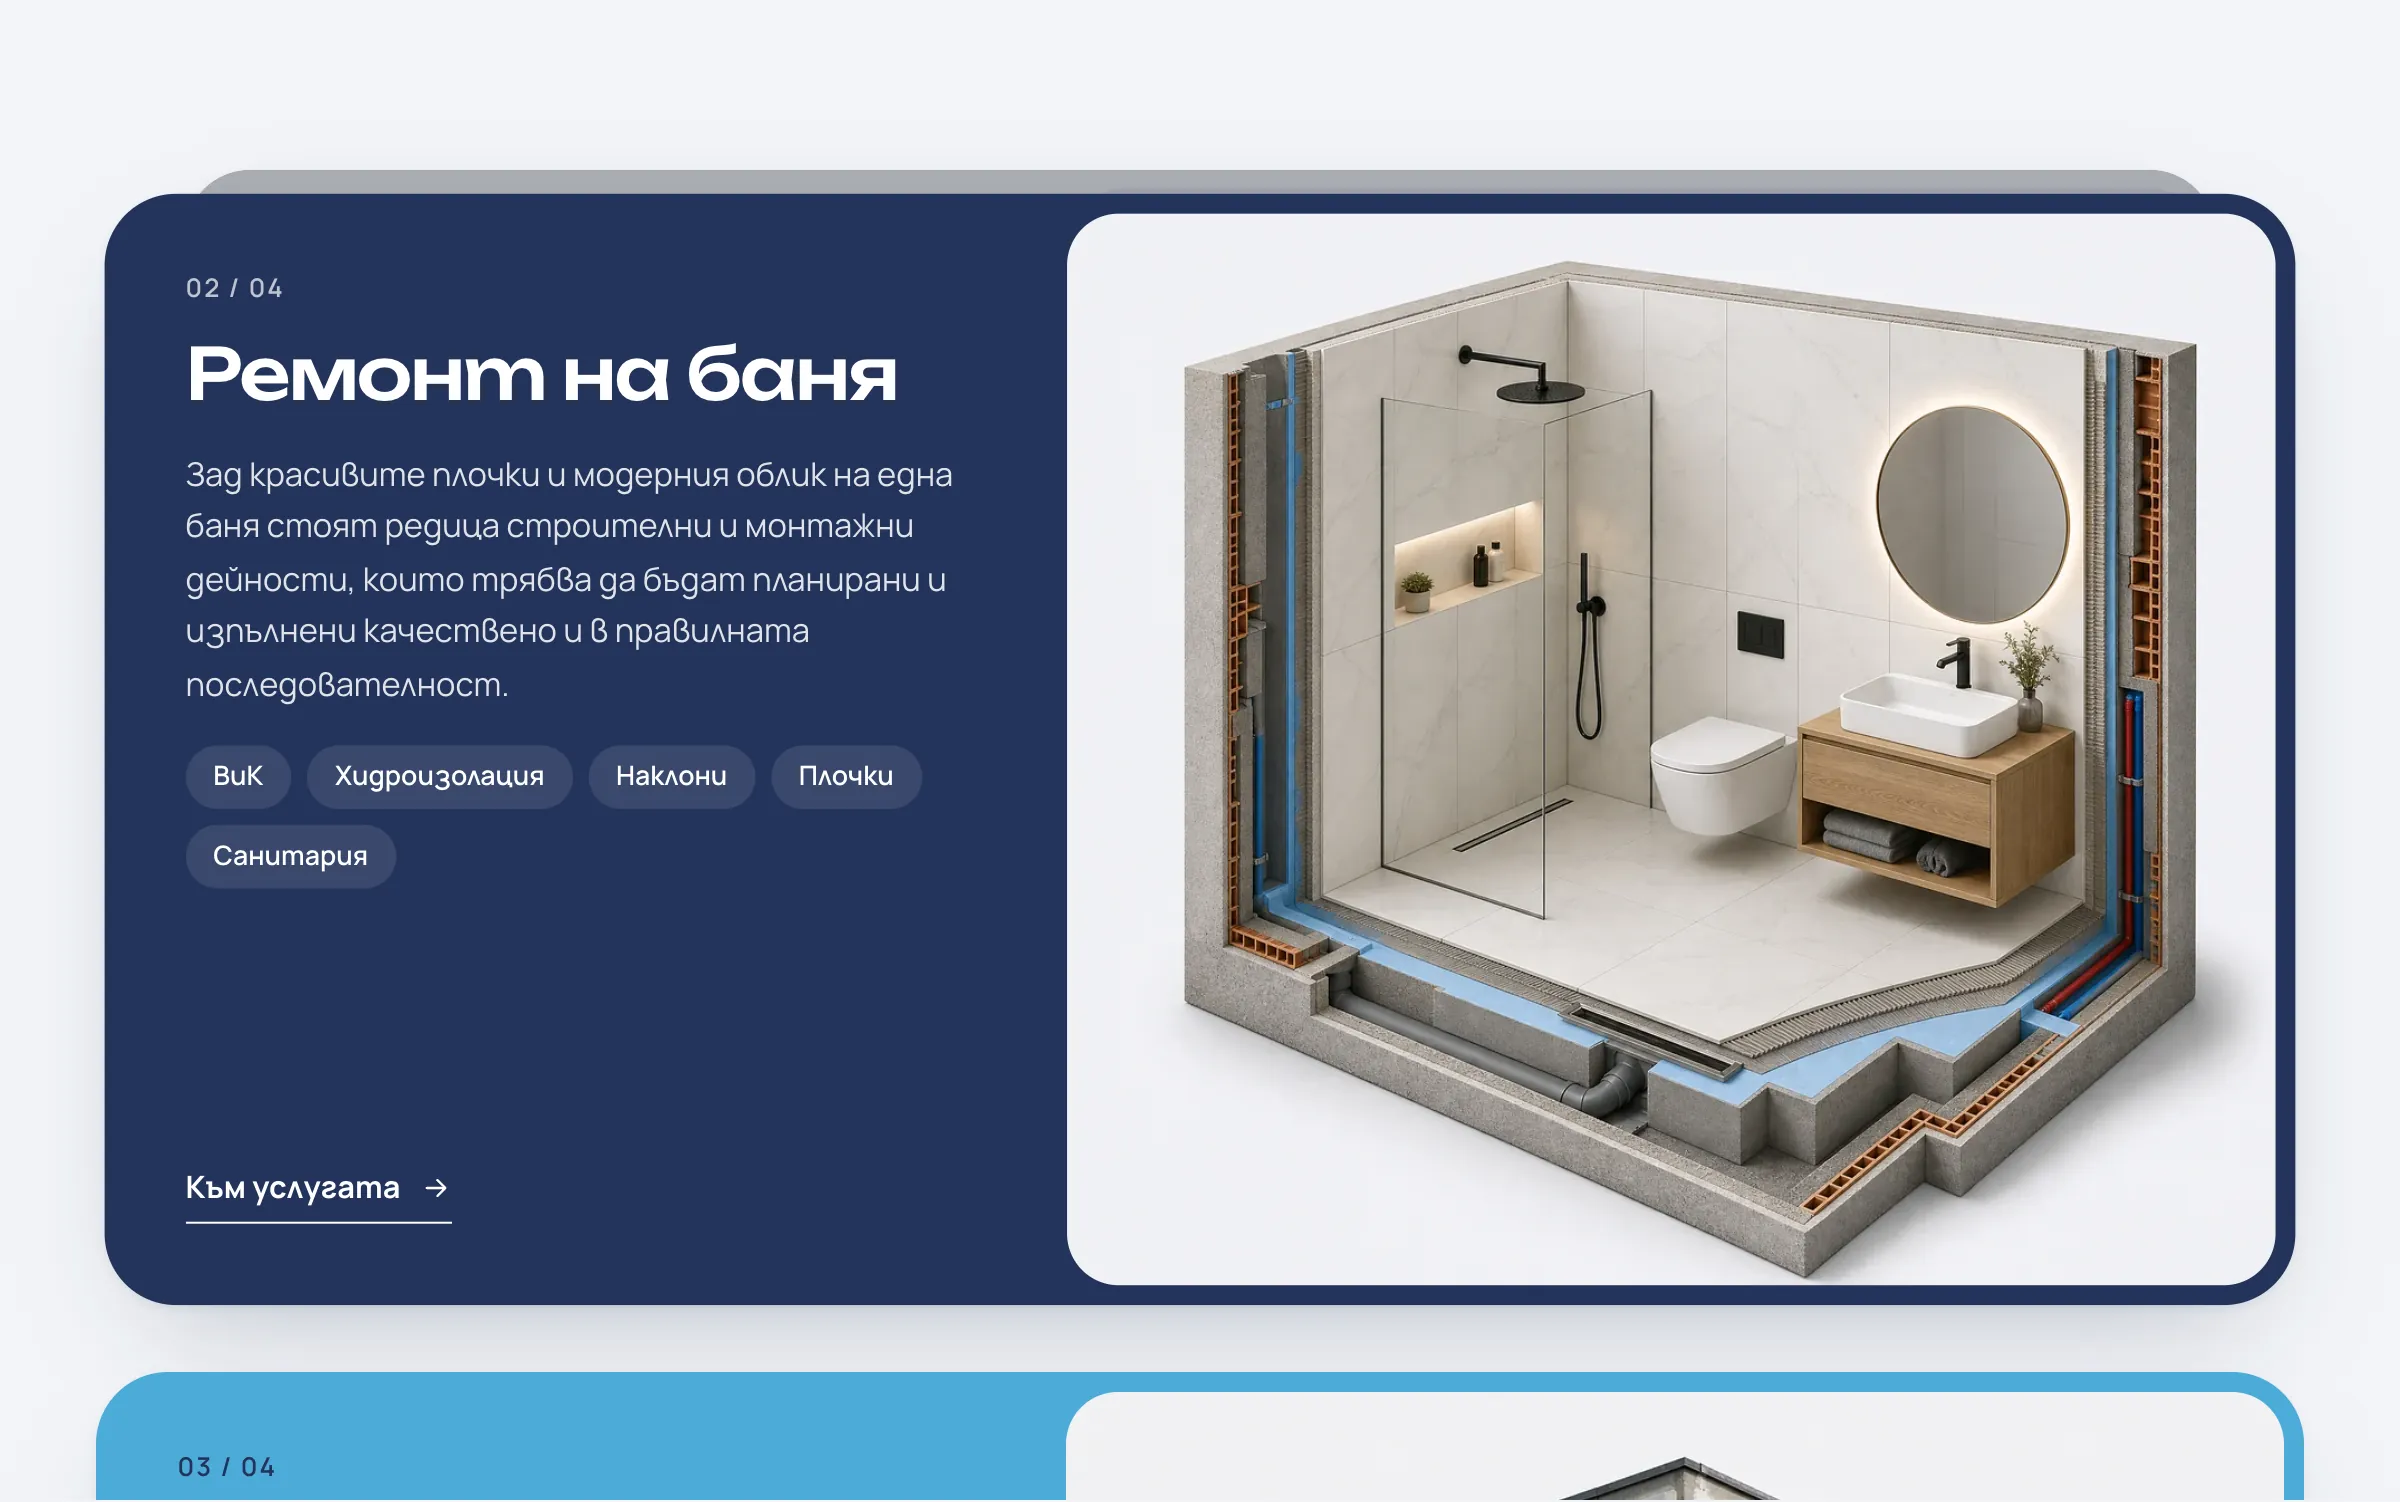 02 / 04
Ремонт на баня
Зад красивите плочки и модерния облик на една
баня стоят редица строителни и монтажни
дейности, които трябва да бъдат планирани и
изпълнени качествено и в правилната
последователност.
ВиК
Хидроизолация
Наклони
Плочки
Санитария
Към услугата →
03 / 04